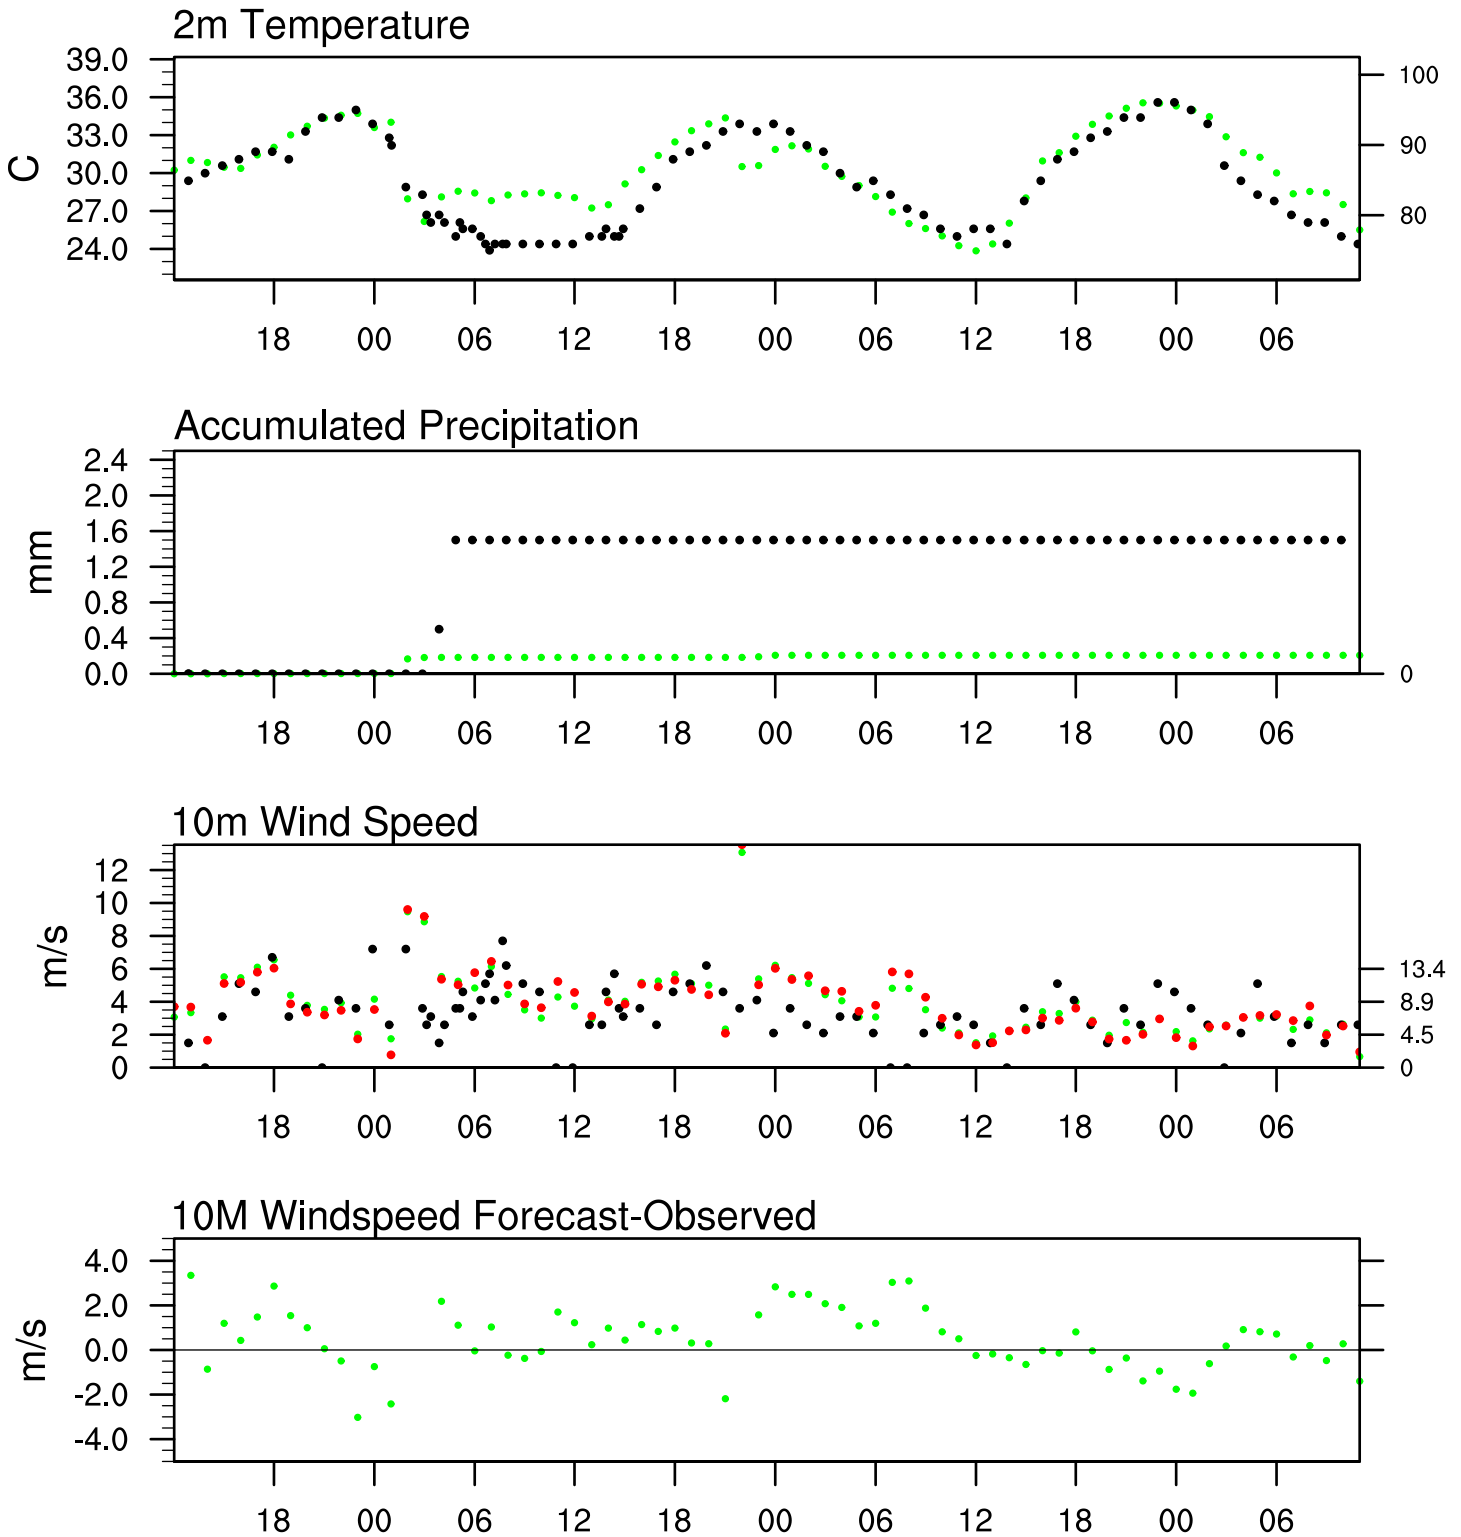 2m Temperature
39.0
36.0
33.0
30.0
27.0
24.0
C
100
90
80
18 00 06 12 18 00 06 12 18 00 06
Accumulated Precipitation
2.4
2.0
1.6
1.2
0.8
0.4
0.0
mm
0
18 00 06 12 18 00 06 12 18 00 06
10m Wind Speed
12
10
8
6
4
2
0
m/s
13.4
8.9
4.5
0
18 00 06 12 18 00 06 12 18 00 06
10M Windspeed Forecast-Observed
4.0
2.0
0.0
-2.0
-4.0
m/s
18 00 06 12 18 00 06 12 18 00 06